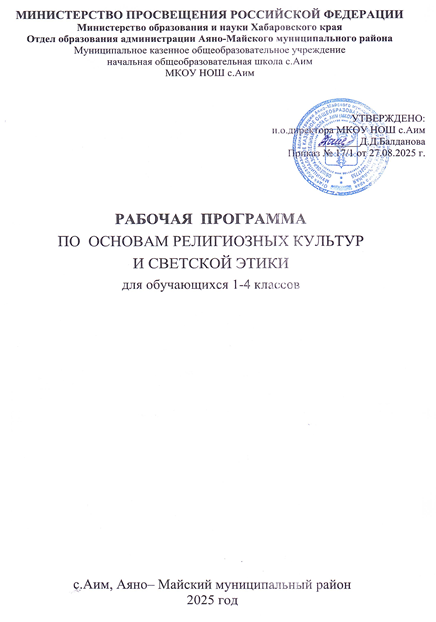 МИНИСТЕРСТВО ПРОСВЕЩЕНИЯ РОССИЙСКОЙ ФЕДЕРАЦИИ
Министерство образования и науки Хабаровского края
Отдел образования администрации Аяно-Майского муниципального района
Муниципальное казенное общеобразовательное учреждение
начальная общеобразовательная школа с.Аим
МКОУ НОШ с.Аим
УТВЕРЖДЕНО:
и.о.директора МКОУ НОШ с.Аим
Д.Д.Балданова
Приказ № 17/1 от 27.08.2025 г.
РАБОЧАЯ ПРОГРАММА
ПО ОСНОВАМ РЕЛИГИОЗНЫХ КУЛЬТУР
И СВЕТСКОЙ ЭТИКИ
для обучающихся 1-4 классов
с.Аим, Аяно– Майский муниципальный район
2025 год